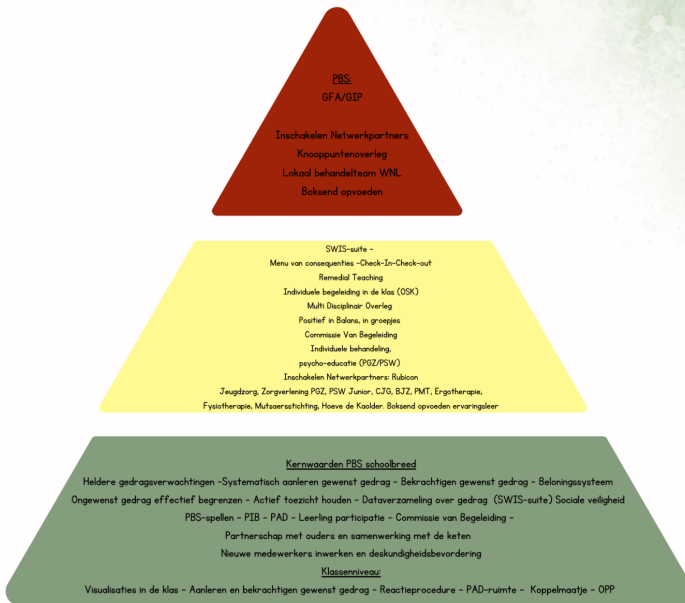 PBS:
GFA/GIP
Inschakelen Netwerkpartners
Knooppuntenoverleg
Lokaal behandelteam WNL
Boksend opvoeden
SWIS-suite -
Menu van consequenties -Check-In-Check-out
Remedial Teaching
Individuele begeleiding in de klas (OSK)
Multi Disciplinair Overleg
Positief in Balans, in groepjes
Commissie Van Begeleiding
Individuele behandeling,
psycho-educatie (PGZ/PSW)
Inschakelen Netwerkpartners: Rubicon
Jeugdzorg, Zorgverlening PGZ, PSW Junior, CJG, BJZ, PMT, Ergotherapie,
Fysiotherapie, Mutsaersstichting, Hoeve de Kaolder. Boksend opvoeden ervaringsleer
Kernwaarden PBS schoolbreed
Heldere gedragsverwachtingen -Systematisch aanleren gewenst gedrag - Bekrachtigen gewenst gedrag - Beloningssysteem
Ongewenst gedrag effectief begrenzen - Actief toezicht houden - Dataverzameling over gedrag (SWIS-suite) Sociale veiligheid
PBS-spellen - PIB - PAD - Leerling participatie - Commissie van Begeleiding -
Partnerschap met ouders en samenwerking met de keten
Nieuwe medewerkers inwerken en deskundigheidsbevordering
Klassenniveau:
Visualisaties in de klas - Aanleren en bekrachtigen gewenst gedrag - Reactieprocedure - PAD-ruimte - Koppelmaatje - OPP